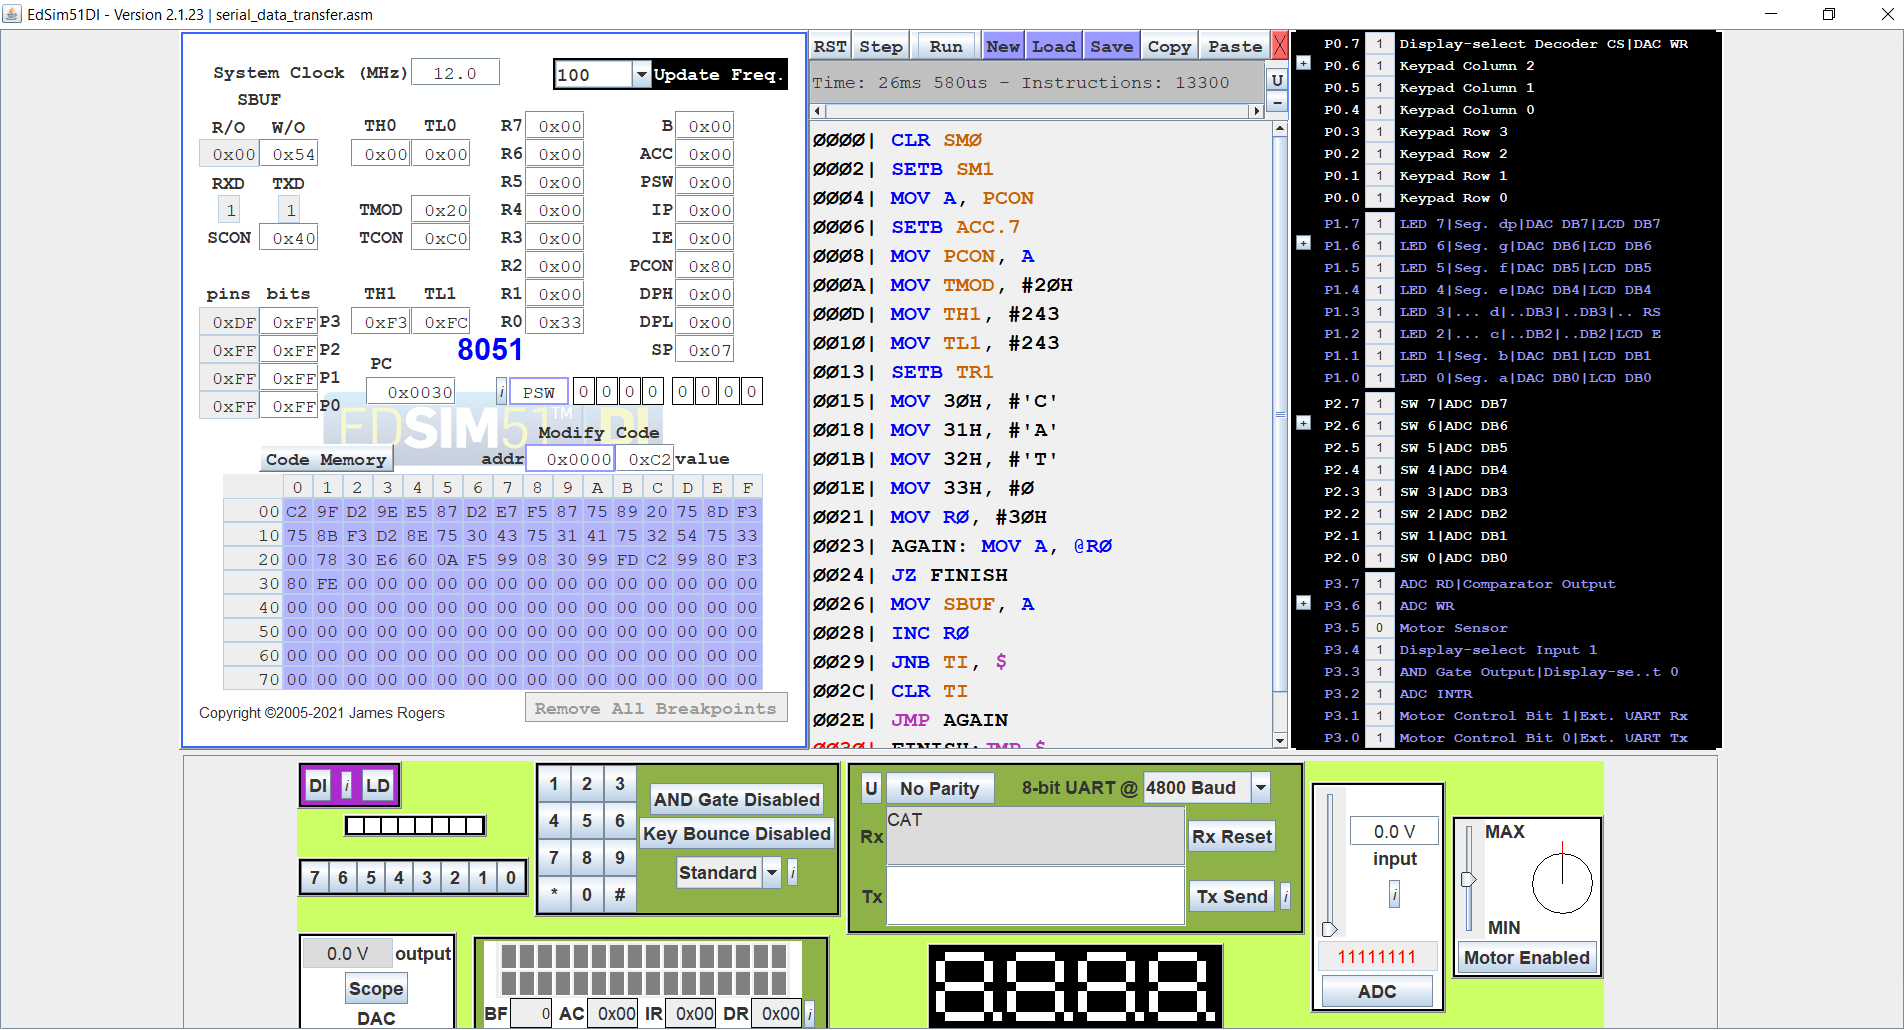 EdSim51DI - Version 2.1.23 | serial_data_transfer.asm
System Clock (MHz) 12.0 100 Update Freq.
SBUF
R/O W/O TH0 TL0 R7 0x00 B 0x00
0x00 0x54 0x00 0x00 R6 0x00 ACC 0x00
RXD TXD R5 0x00 PSW 0x00
1 1 TMOD 0x20 R4 0x00 IP 0x00
SCON 0x40 TCON 0xC0 R3 0x00 IE 0x00
R2 0x00 PCON 0x80
pins bits TH1 TL1 R1 0x00 DPH 0x00
0xDF 0xFF P3 0xF3 0xFC R0 0x33 DPL 0x00
0xFF 0xFF P2 8051 SP 0x07
0xFF 0xFF P1 PC
0xFF 0xFF P0 0x0030 i PSW 0 0 0 0 0 0 0 0
EDSIM51™ DI
Modify Code
Code Memory addr 0x0000 0xC2 value
0 1 2 3 4 5 6 7 8 9 A B C D E F
00 C2 9F D2 9E E5 87 D2 E7 F5 87 75 89 20 75 8D F3
10 75 8B F3 D2 8E 75 30 43 75 31 41 75 32 54 75 33
20 00 78 30 E6 60 0A F5 99 08 30 99 FD C2 99 80 F3
30 80 FE 00 00 00 00 00 00 00 00 00 00 00 00 00 00
40 00 00 00 00 00 00 00 00 00 00 00 00 00 00 00 00
50 00 00 00 00 00 00 00 00 00 00 00 00 00 00 00 00
60 00 00 00 00 00 00 00 00 00 00 00 00 00 00 00 00
70 00 00 00 00 00 00 00 00 00 00 00 00 00 00 00 00
Copyright ©2005-2021 James Rogers Remove All Breakpoints
RST Step Run New Load Save Copy Paste X
Time: 26ms 580us - Instructions: 13300 U
-
0000| CLR SM0
0002| SETB SM1
0004| MOV A, PCON
0006| SETB ACC.7
0008| MOV PCON, A
000A| MOV TMOD, #20H
000D| MOV TH1, #243
0010| MOV TL1, #243
0013| SETB TR1
0015| MOV 30H, #'C'
0018| MOV 31H, #'A'
001B| MOV 32H, #'T'
001E| MOV 33H, #0
0021| MOV R0, #30H
0023| AGAIN: MOV A, @R0
0024| JZ FINISH
0026| MOV SBUF, A
0028| INC R0
0029| JNB TI, $
002C| CLR TI
002E| JMP AGAIN
0030| FINISH: JMP $
P0.7 1 Display-select Decoder CS|DAC WR
+ P0.6 1 Keypad Column 2
P0.5 1 Keypad Column 1
P0.4 1 Keypad Column 0
P0.3 1 Keypad Row 3
P0.2 1 Keypad Row 2
P0.1 1 Keypad Row 1
P0.0 1 Keypad Row 0
P1.7 1 LED 7|Seg. dp|DAC DB7|LCD DB7
+ P1.6 1 LED 6|Seg. g|DAC DB6|LCD DB6
P1.5 1 LED 5|Seg. f|DAC DB5|LCD DB5
P1.4 1 LED 4|Seg. e|DAC DB4|LCD DB4
P1.3 1 LED 3|... d|..DB3|..DB3|.. RS
P1.2 1 LED 2|... c|..DB2|..DB2|LCD E
P1.1 1 LED 1|Seg. b|DAC DB1|LCD DB1
P1.0 1 LED 0|Seg. a|DAC DB0|LCD DB0
P2.7 1 SW 7|ADC DB7
+ P2.6 1 SW 6|ADC DB6
P2.5 1 SW 5|ADC DB5
P2.4 1 SW 4|ADC DB4
P2.3 1 SW 3|ADC DB3
P2.2 1 SW 2|ADC DB2
P2.1 1 SW 1|ADC DB1
P2.0 1 SW 0|ADC DB0
P3.7 1 ADC RD|Comparator Output
+ P3.6 1 ADC WR
P3.5 0 Motor Sensor
P3.4 1 Display-select Input 1
P3.3 1 AND Gate Output|Display-se..t 0
P3.2 1 ADC INTR
P3.1 1 Motor Control Bit 1|Ext. UART Rx
P3.0 1 Motor Control Bit 0|Ext. UART Tx
DI i LD
7 6 5 4 3 2 1 0
0.0 V output
Scope
DAC
1 2 3
4 5 6
7 8 9
* 0 #
AND Gate Disabled
Key Bounce Disabled
Standard i
BF 0 AC 0x00 IR 0x00 DR 0x00 i
U No Parity 8-bit UART @ 4800 Baud
Rx CAT Rx Reset
Tx Tx Send i
8.8.8.8.
0.0 V
input
i
11111111
ADC
MAX
MIN
Motor Enabled